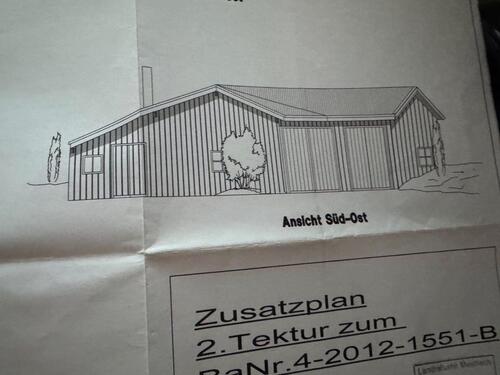 Ansicht Süd-Ost
Zusatzplan
2.Tektur zum
BaNr.4-2012-1551-B